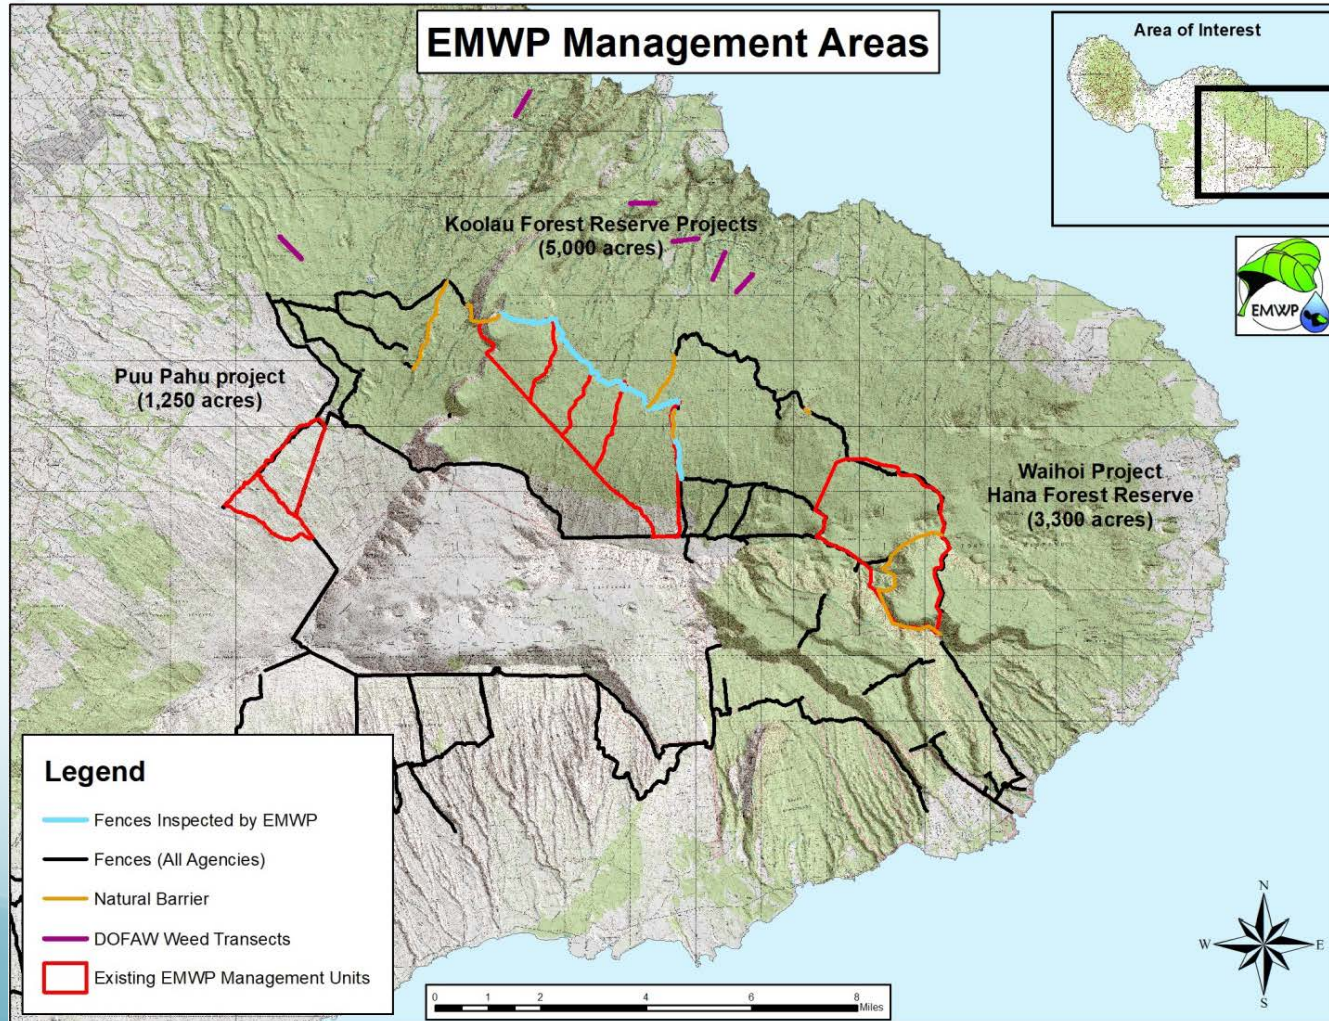 EMWP Management Areas
Area of Interest
EMWP
Koolau Forest Reserve Projects
(5,000 acres)
Puu Pahu project
(1,250 acres)
Waihoi Project
Hana Forest Reserve
(3,300 acres)
Legend
Fences Inspected by EMWP
Fences (All Agencies)
Natural Barrier
DOFAW Weed Transects
Existing EMWP Management Units
0 1 2 4 6 8
Miles
N
W E
S